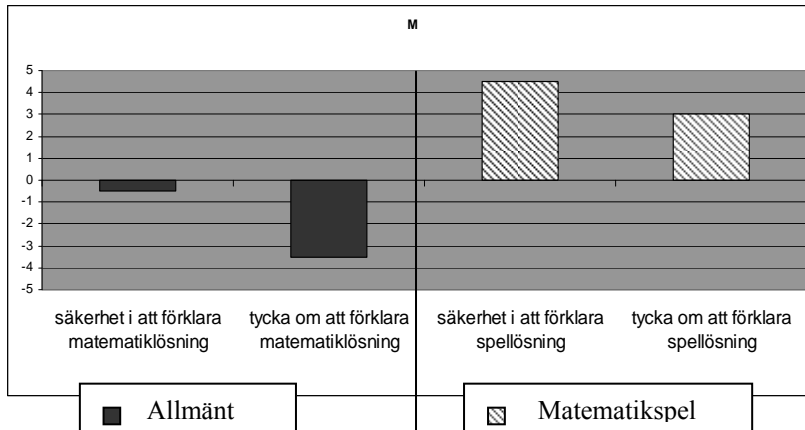 M
5
4
3
2
1
0
-1
-2
-3
-4
-5
säkerhet i att förklara
matematiklösning
tycka om att förklara
matematiklösning
säkerhet i att förklara
spellösning
tycka om att förklara
spellösning
Allmänt
Matematikspel